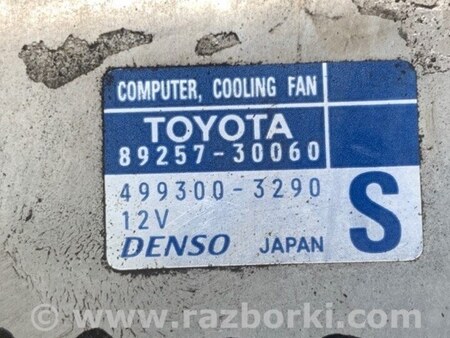 COMPUTER, COOLING FAN
TOYOTA
89257-30060
499300-3290
12V
S
DENSO JAPAN
© www.razborki.com/